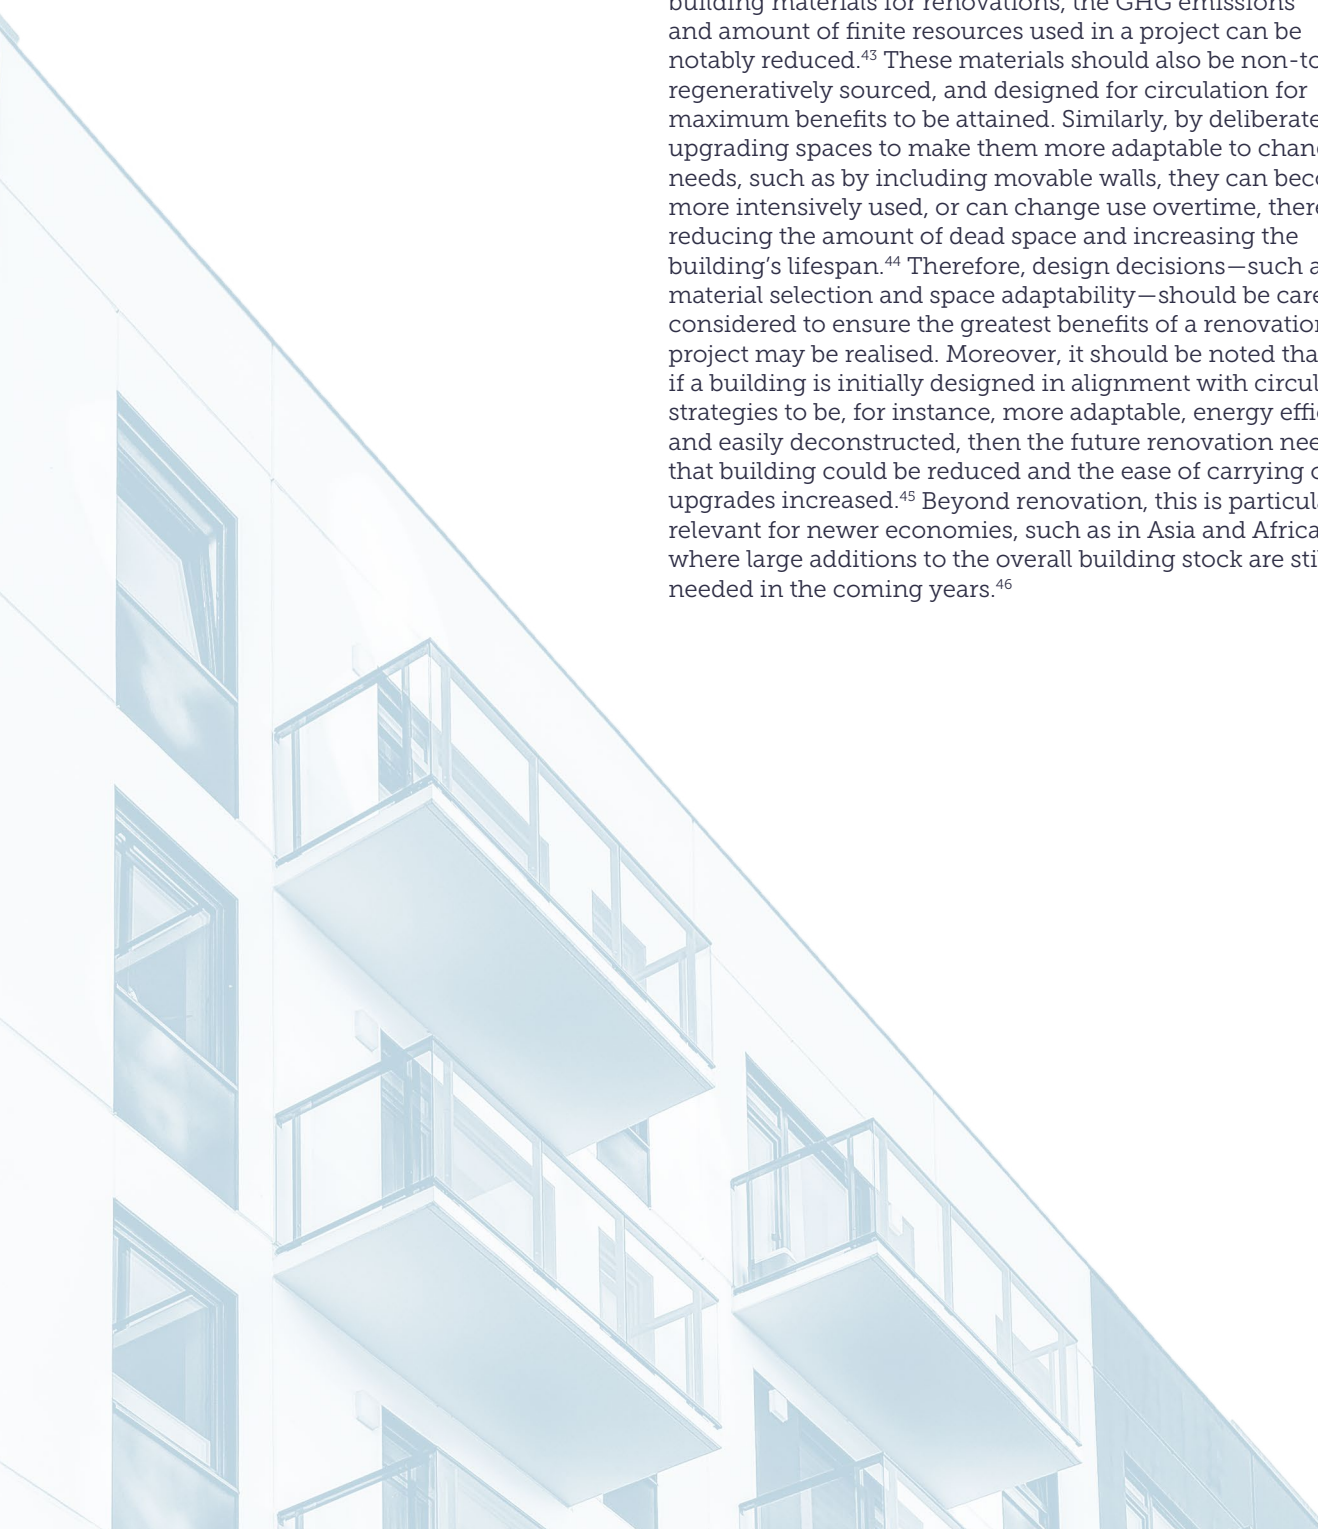 building materials for renovations, the GHG emissions
and amount of finite resources used in a project can be
notably reduced.⁴³ These materials should also be non-to
regeneratively sourced, and designed for circulation for
maximum benefits to be attained. Similarly, by deliberate
upgrading spaces to make them more adaptable to chan
needs, such as by including movable walls, they can bec
more intensively used, or can change use overtime, ther
reducing the amount of dead space and increasing the
building’s lifespan.⁴⁴ Therefore, design decisions—such a
material selection and space adaptability—should be care
considered to ensure the greatest benefits of a renovation
project may be realised. Moreover, it should be noted tha
if a building is initially designed in alignment with circul
strategies to be, for instance, more adaptable, energy effi
and easily deconstructed, then the future renovation nee
that building could be reduced and the ease of carrying o
upgrades increased.⁴⁵ Beyond renovation, this is particul
relevant for newer economies, such as in Asia and Africa
where large additions to the overall building stock are sti
needed in the coming years.⁴⁶